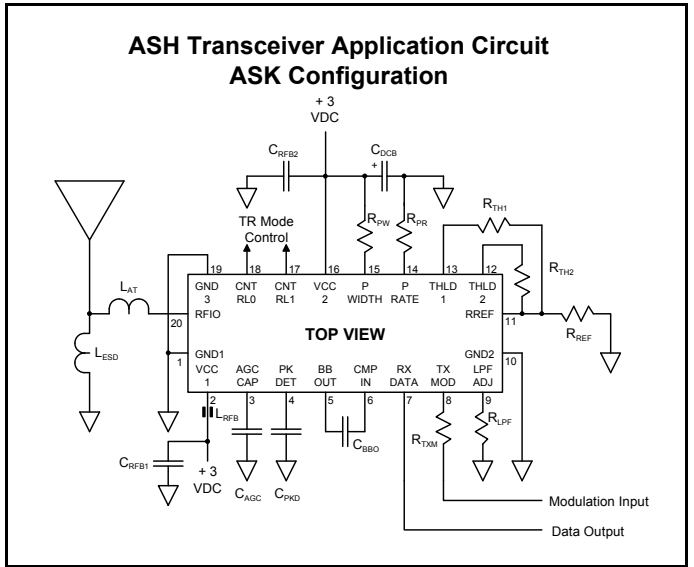 ASH Transceiver Application Circuit
ASK Configuration
+ 3
VDC
CRFB2
CDCB
+
TR Mode
Control
RPW
RPR
RTH1
RTH2
LAT
LESD
RREF
19
18
17
16
15
14
13
12
GND
3
CNT
RL0
CNT
RL1
VCC
2
P
WIDTH
P
RATE
THLD
1
THLD
2
RFIO
20
RREF
11
TOP VIEW
GND1
1
GND2
10
VCC
1
AGC
CAP
PK
DET
BB
OUT
CMP
IN
RX
DATA
TX
MOD
LPF
ADJ
2
3
4
5
6
7
8
9
LRFB
CRFB1
+ 3
VDC
CAGC
CPKD
CBBO
RTXM
RLPF
Modulation Input
Data Output